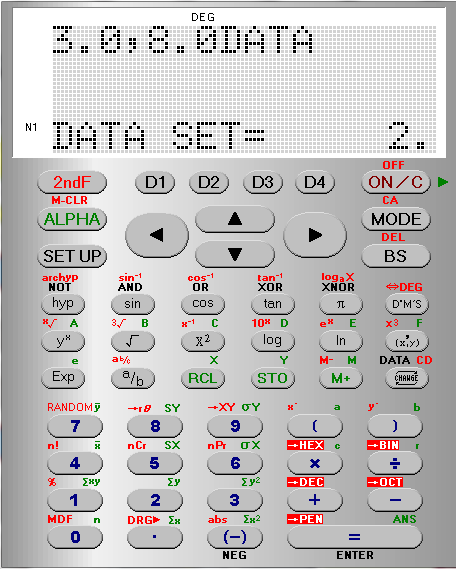 DEG
3.0,8.0DATA
N1 DATA SET= 2.
OFF
2ndF D1 D2 D3 D4 ON/C
M-CLR CA
ALPHA ◀ ▲ ▶ MODE
DEL
SET UP ▼ BS
archyp sin⁻¹ cos⁻¹ tan⁻¹ logₐX ⇔DEG
NOT AND OR XOR XNOR
hyp sin cos tan π D°M'S
ˣ√ A ³√ B x⁻¹ C 10ˣ D eˣ E x³ F
yˣ √ X² log ln (x,y)
e ab/c X Y M- M DATA CD
Exp a/b RCL STO M+ CHANGE
RANDOM ȳ →rθ SY →XY σY x' a y' b
7 8 9 ( )
n! x̄ nCr SX nPr σX →HEX c →BIN r
4 5 6 × ÷
% Σxy Σy Σy² →DEC →OCT
1 2 3 + −
MDF n DRG▶ Σx abs Σx² →PEN ANS
0 · (−) =
NEG ENTER